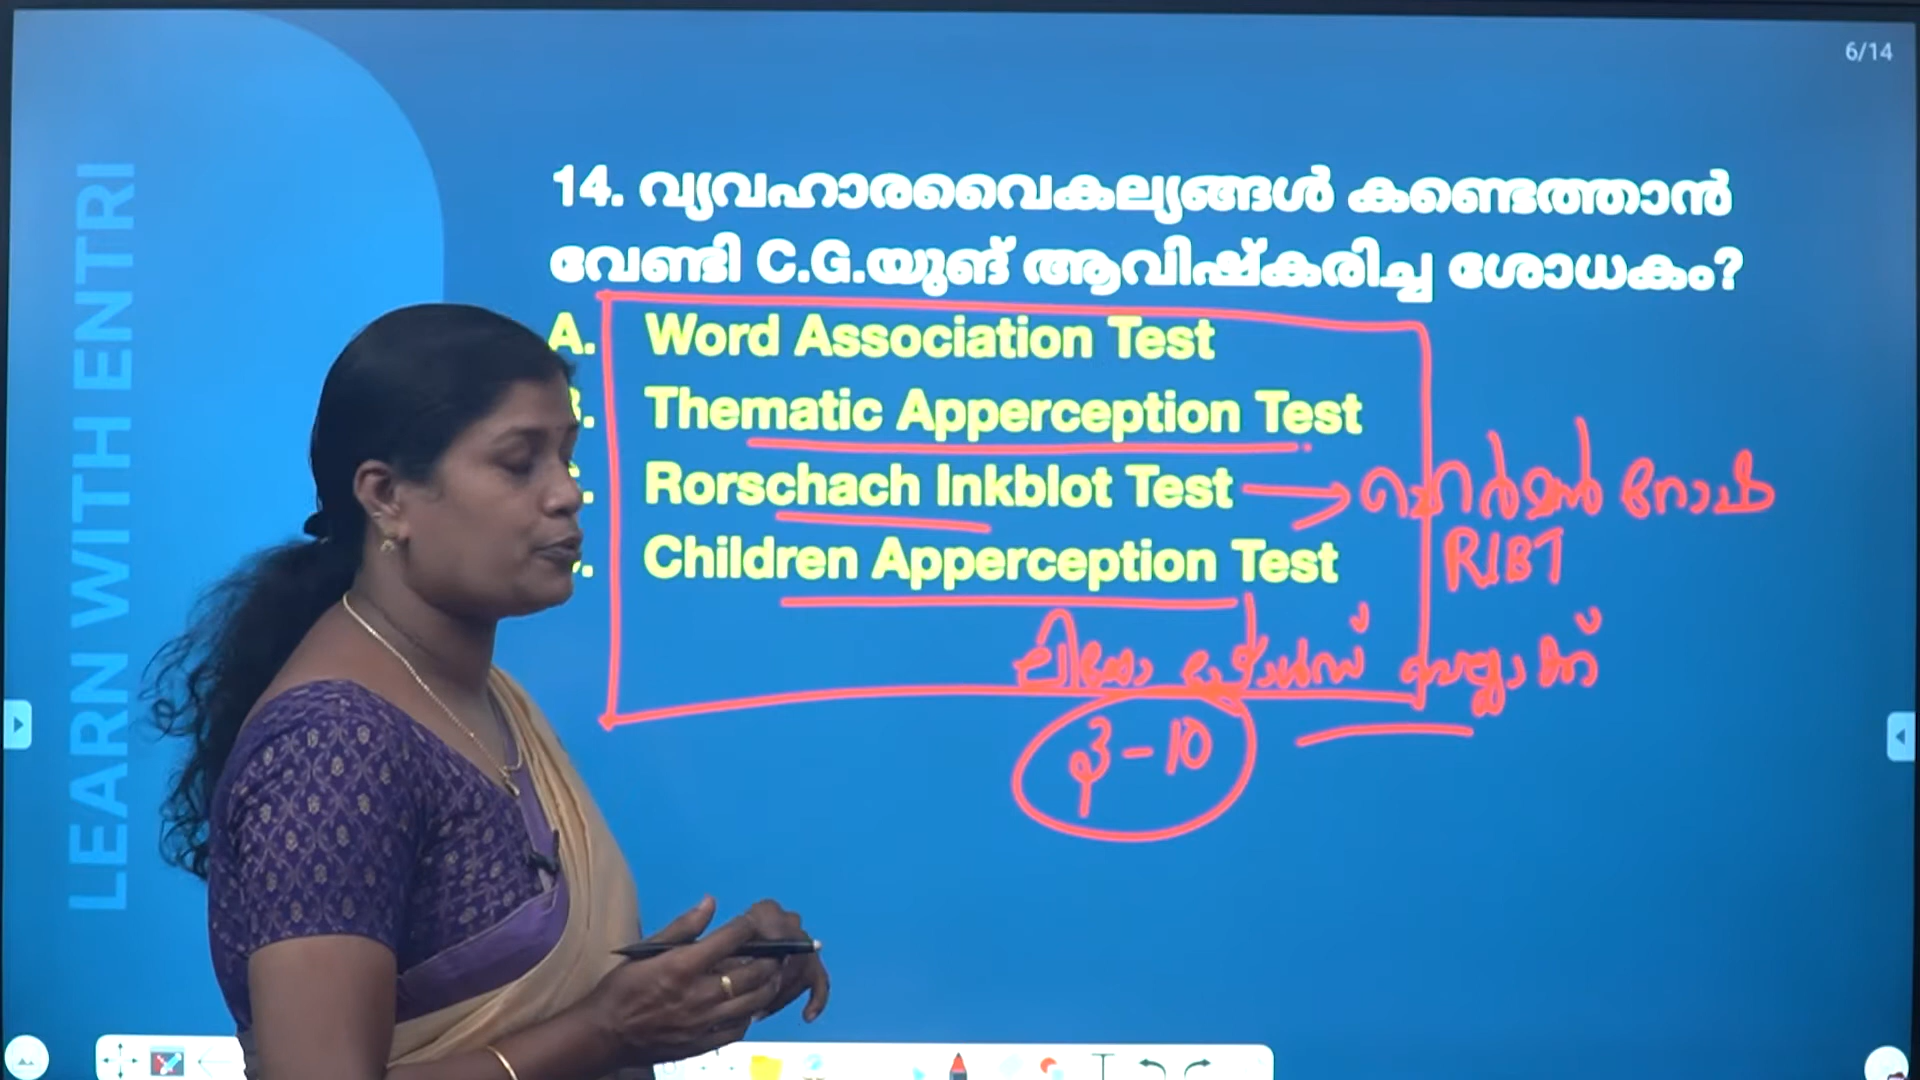 6/14
LEARN WITH ENTRI
14. വ്യവഹാരവൈകല്യങ്ങൾ കണ്ടെത്താൻ
വേണ്ടി C.G.യുങ് ആവിഷ്കരിച്ച ശോധകം?
A. Word Association Test
Thematic Apperception Test
Rorschach Inkblot Test → ഹെർമൻ റോഷ
RIBT
Children Apperception Test
ലിയോ ബല്ലാക്ക്
3-10